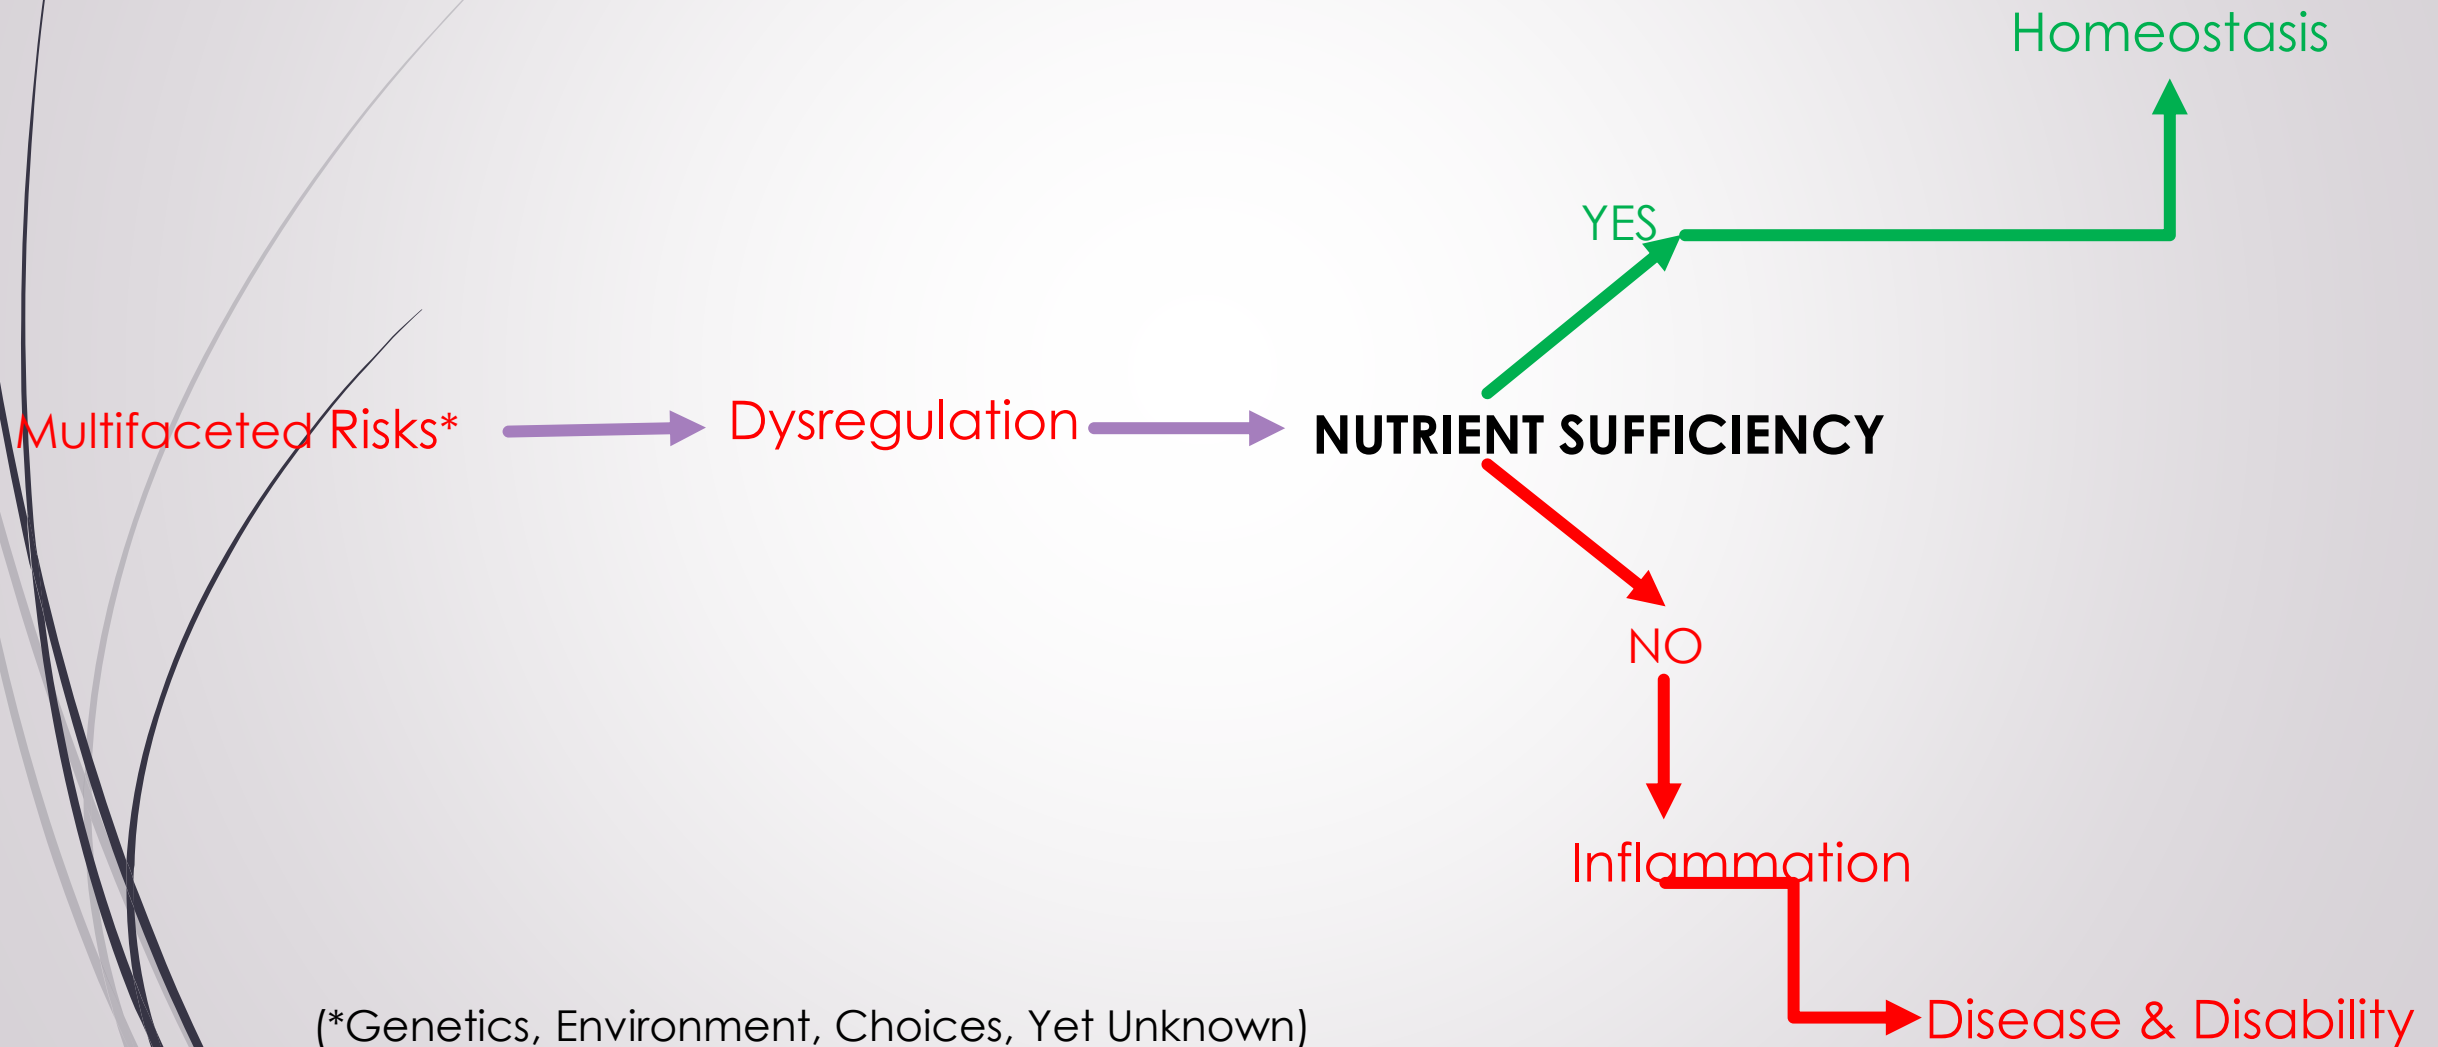 Homeostasis
YES
Multifaceted Risks*
Dysregulation
NUTRIENT SUFFICIENCY
NO
Inflammation
Disease & Disability
(*Genetics, Environment, Choices, Yet Unknown)